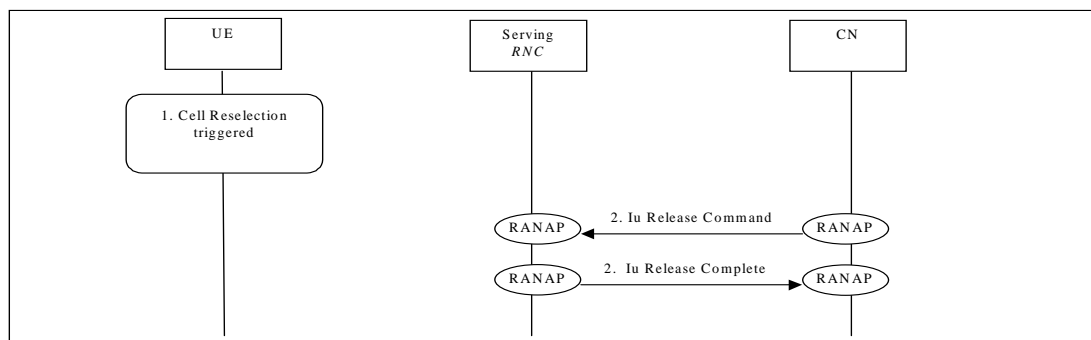 UE
Serving
RNC
CN
1. Cell Reselection
triggered
RANAP
2. Iu Release Command
RANAP
RANAP
2. Iu Release Complete
RANAP